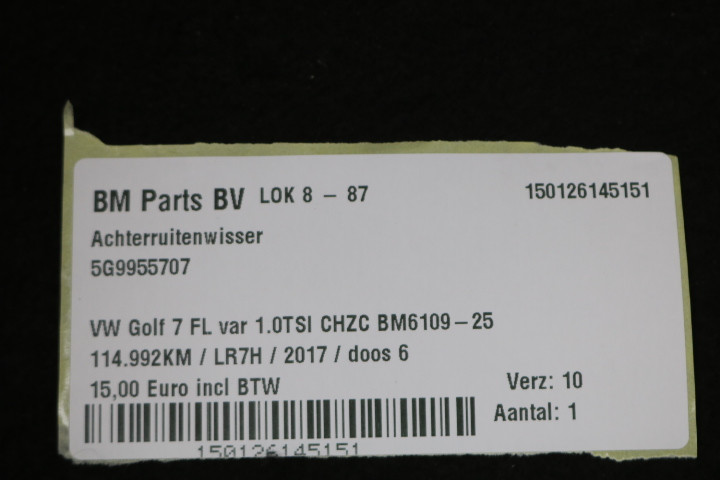 BM Parts BV LOK 8 - 87 150126145151
Achterruitenwisser
5G9955707
VW Golf 7 FL var 1.0TSI CHZC BM6109-25
114.992KM / LR7H / 2017 / doos 6
15,00 Euro incl BTW Verz: 10
Aantal: 1
150126145151